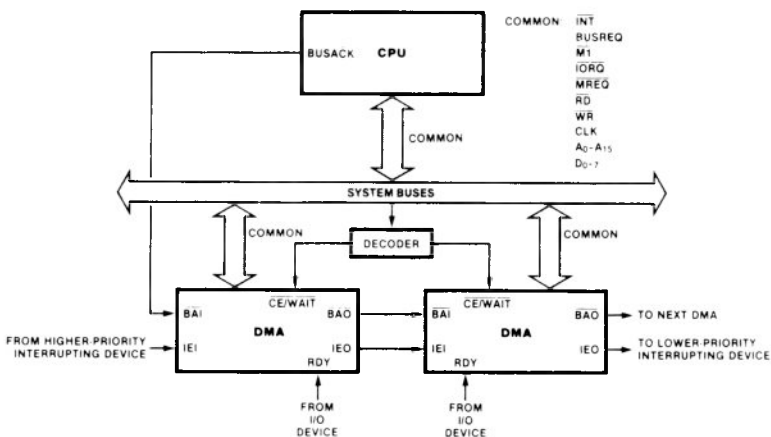 COMMON: INT
BUSREQ
M1
IORQ
MREQ
RD
WR
CLK
A0-A15
D0-7
BUSACK CPU
COMMON
SYSTEM BUSES
COMMON
DECODER
COMMON
CE/WAIT
BAI
BAO
DMA
IEI
IEO
RDY
CE/WAIT
BAI
BAO
DMA
IEI
IEO
RDY
TO NEXT DMA
FROM HIGHER-PRIORITY
INTERRUPTING DEVICE
TO LOWER-PRIORITY
INTERRUPTING DEVICE
FROM
I/O
DEVICE
FROM
I/O
DEVICE